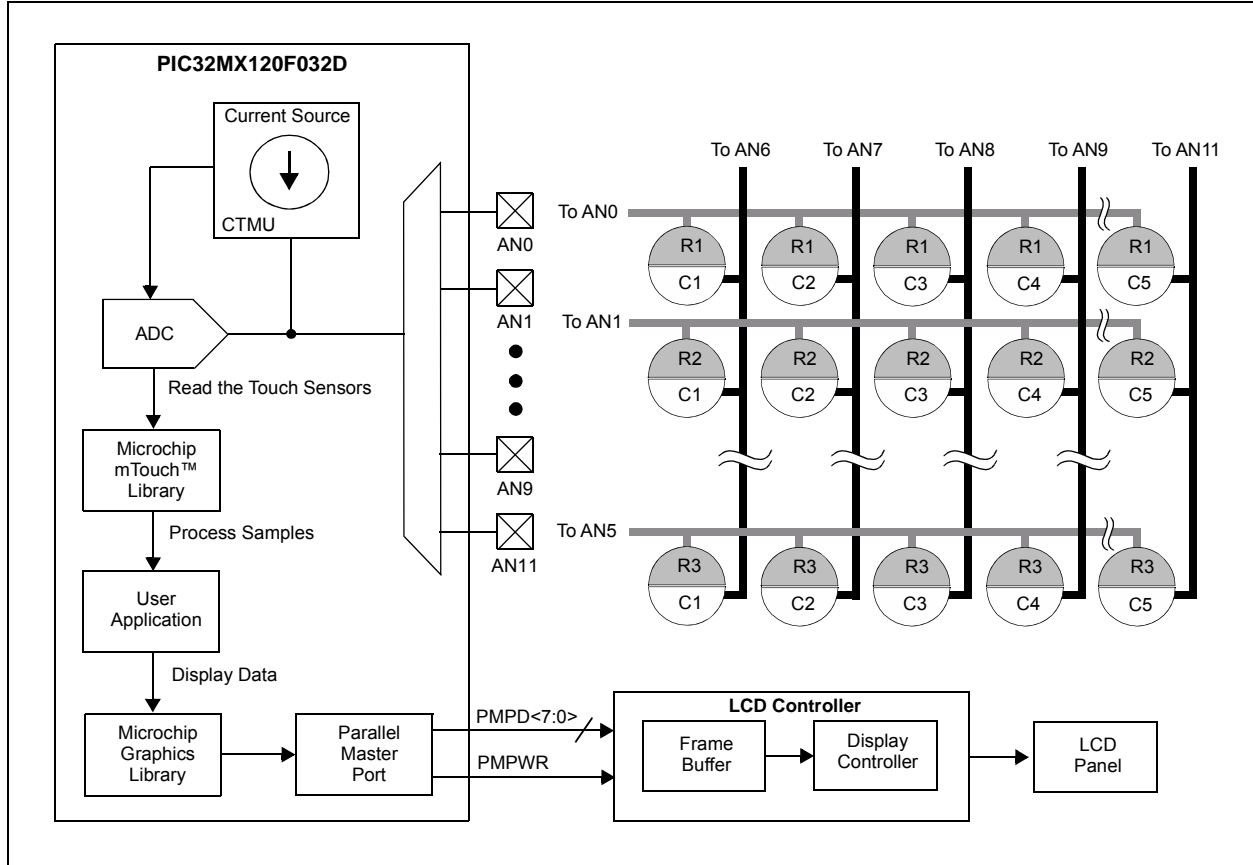 PIC32MX120F032D
Current Source
CTMU
ADC
Read the Touch Sensors
Microchip
mTouch™
Library
Process Samples
User
Application
Display Data
Microchip
Graphics
Library
Parallel
Master
Port
AN0
AN1
AN9
AN11
To AN6
To AN7
To AN8
To AN9
To AN11
To AN0
R1
R1
R1
R1
R1
C1
C2
C3
C4
C5
To AN1
R2
R2
R2
R2
R2
C1
C2
C3
C4
C5
To AN5
R3
R3
R3
R3
R3
C1
C2
C3
C4
C5
PMPD<7:0>
PMPWR
LCD Controller
Frame
Buffer
Display
Controller
LCD
Panel